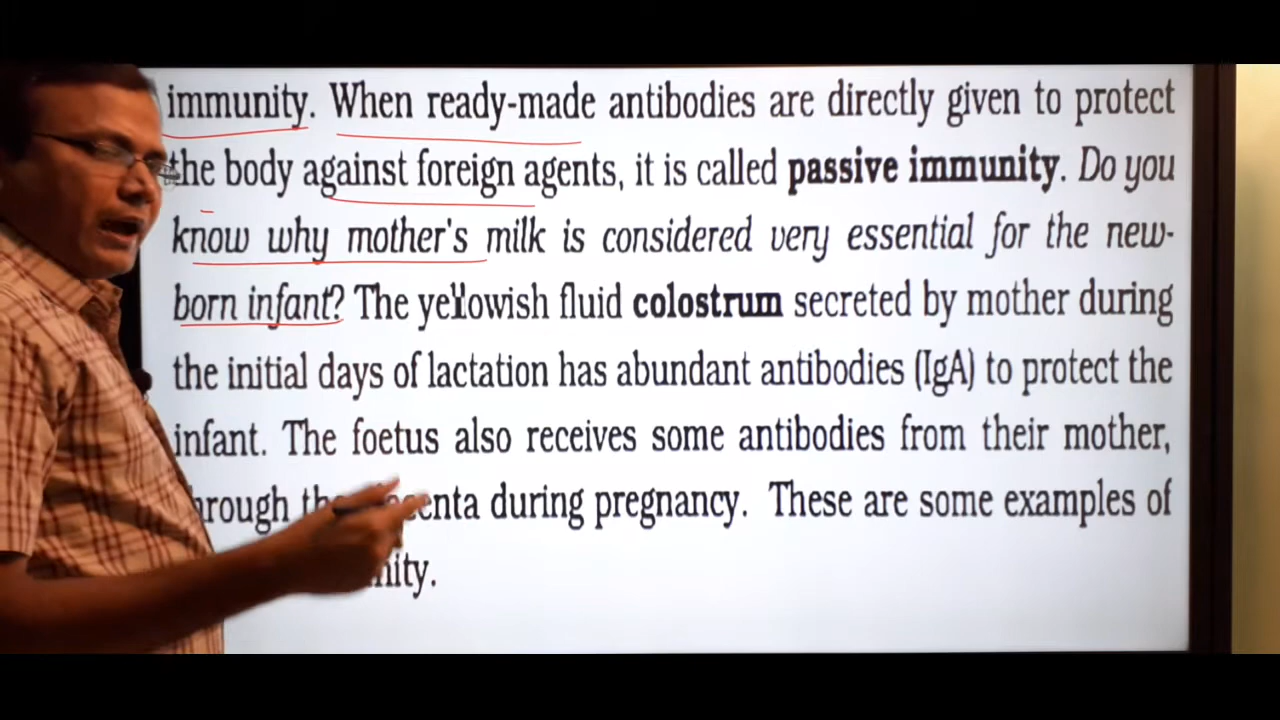 immunity. When ready-made antibodies are directly given to protect
the body against foreign agents, it is called passive immunity. Do you
know why mother's milk is considered very essential for the new-
born infant? The yellowish fluid colostrum secreted by mother during
the initial days of lactation has abundant antibodies (IgA) to protect the
infant. The foetus also receives some antibodies from their mother,
during pregnancy. These are some examples of